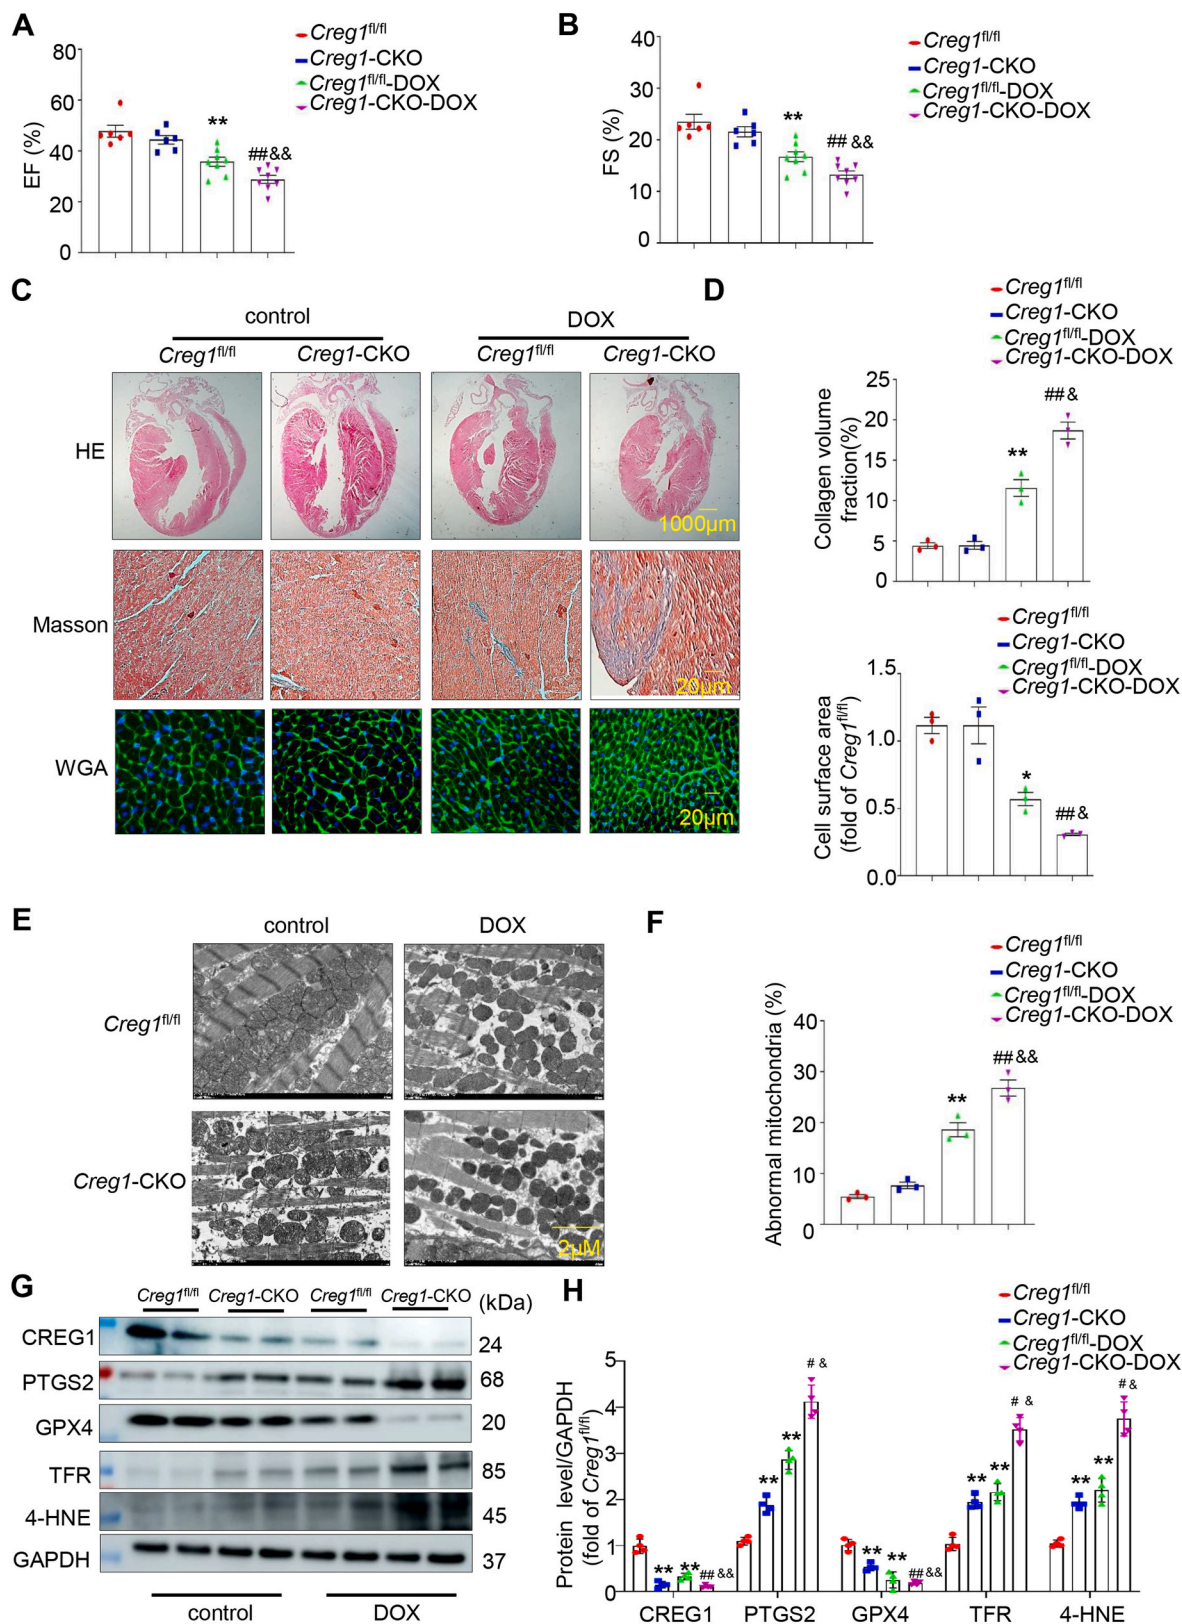 A
EF (%)
80
60
40
20
0
**
##&&
Creg1fl/fl
Creg1-CKO
Creg1fl/fl-DOX
Creg1-CKO-DOX
B
FS (%)
40
30
20
10
0
**
## &&
Creg1fl/fl
Creg1-CKO
Creg1fl/fl-DOX
Creg1-CKO-DOX
C
control
DOX
Creg1fl/fl
Creg1-CKO
Creg1fl/fl
Creg1-CKO
HE
1000µm
Masson
20µm
WGA
20µm
D
Creg1fl/fl
Creg1-CKO
Creg1fl/fl-DOX
Creg1-CKO-DOX
Collagen volume
fraction(%)
25
20
15
10
5
0
**
##&
Creg1fl/fl
Creg1-CKO
Creg1fl/fl-DOX
Creg1-CKO-DOX
Cell surface area
(fold of Creg1fl/fl)
1.5
1.0
0.5
0.0
*
##&
E
control
DOX
Creg1fl/fl
Creg1-CKO
2µM
F
Creg1fl/fl
Creg1-CKO
Creg1fl/fl-DOX
Creg1-CKO-DOX
Abnormal mitochondria (%)
40
30
20
10
0
**
##&&
G
Creg1fl/fl
Creg1-CKO
Creg1fl/fl
Creg1-CKO
(kDa)
CREG1
24
PTGS2
68
GPX4
20
TFR
85
4-HNE
45
GAPDH
37
control
DOX
H
Creg1fl/fl
Creg1-CKO
Creg1fl/fl-DOX
Creg1-CKO-DOX
Protein level/GAPDH
(fold of Creg1fl/fl)
5
4
3
2
1
0
** ** ## &&
** ** # &
** ** ## &&
** ** # &
** ** # &
CREG1
PTGS2
GPX4
TFR
4-HNE